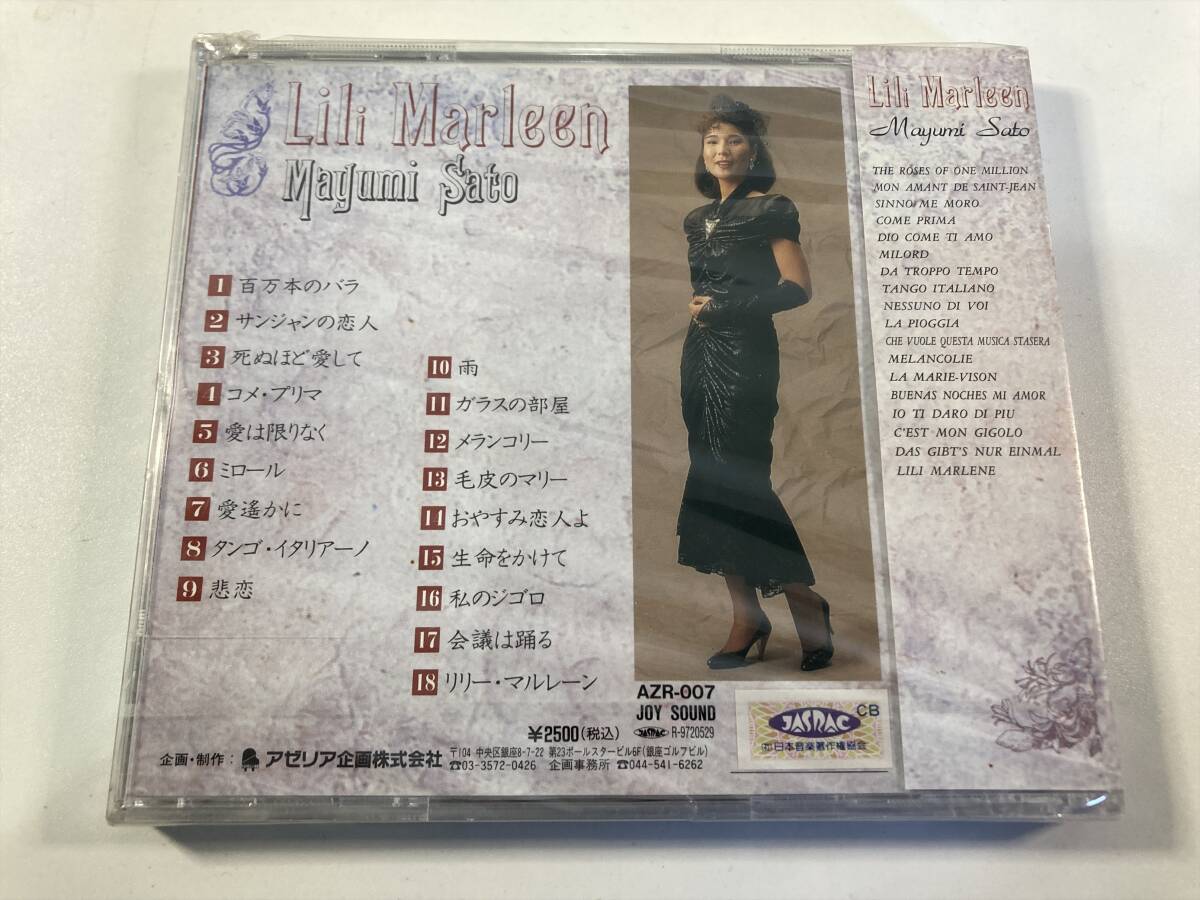 Lili Marleen
Mayumi Sato
1 百万本のバラ
2 サンジャンの恋人
3 死ぬほど愛して
4 コメ・プリマ
5 愛は限りなく
6 ミロール
7 愛遙かに
8 タンゴ・イタリアーノ
9 悲恋
10 雨
11 ガラスの部屋
12 メランコリー
13 毛皮のマリー
14 おやすみ恋人よ
15 生命をかけて
16 私のジゴロ
17 会議は踊る
18 リリー・マルレーン
AZR-007
JOY SOUND
¥2500(税込) JASRAC R-9720529
企画・制作: アゼリア企画株式会社
〒104 中央区銀座8-7-22 第23ポールスタービル6F(銀座ゴルフビル)
☎03-3572-0426 企画事務所 ☎044-541-6262
JASRAC CB
㈳日本音楽著作権協会
Lili Marleen
Mayumi Sato
THE ROSES OF ONE MILLION
MON AMANT DE SAINT-JEAN
SINNO ME MORO
COME PRIMA
DIO COME TI AMO
MILORD
DA TROPPO TEMPO
TANGO ITALIANO
NESSUNO DI VOI
LA PIOGGIA
CHE VUOLE QUESTA MUSICA STASERA
MELANCOLIE
LA MARIE-VISON
BUENAS NOCHES MI AMOR
IO TI DARO DI PIU
C'EST MON GIGOLO
DAS GIBT'S NUR EINMAL
LILI MARLENE